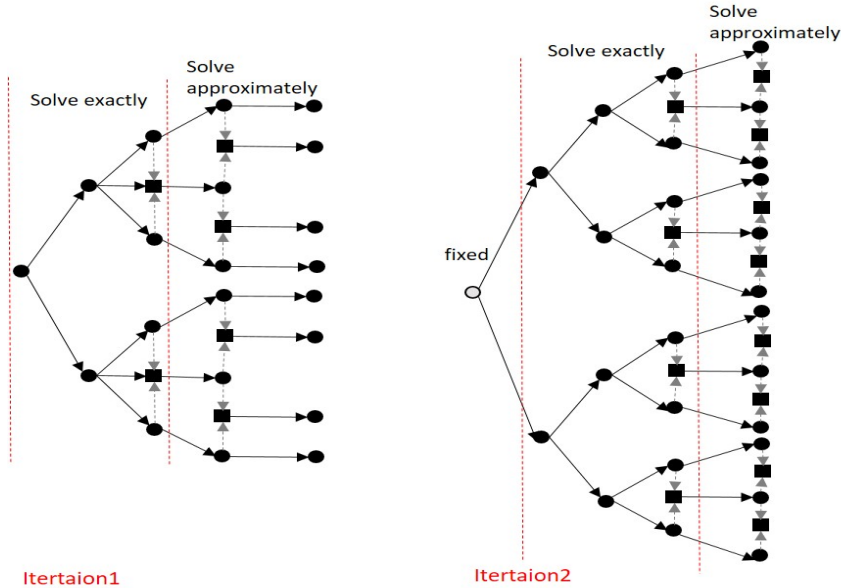 Solve exactly
Solve
approximately
Itertaion1
fixed
Solve exactly
Solve
approximately
Itertaion2